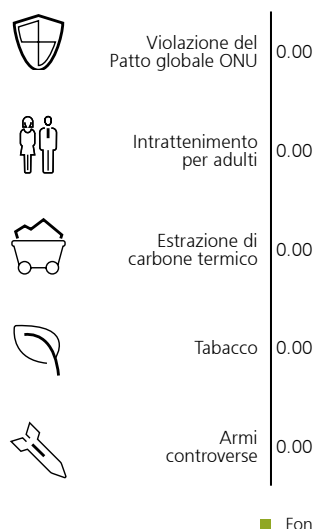 Violazione del
Patto globale ONU
0.00
Intrattenimento
per adulti
0.00
Estrazione di
carbone termico
0.00
Tabacco
0.00
Armi
controverse
0.00
Fon